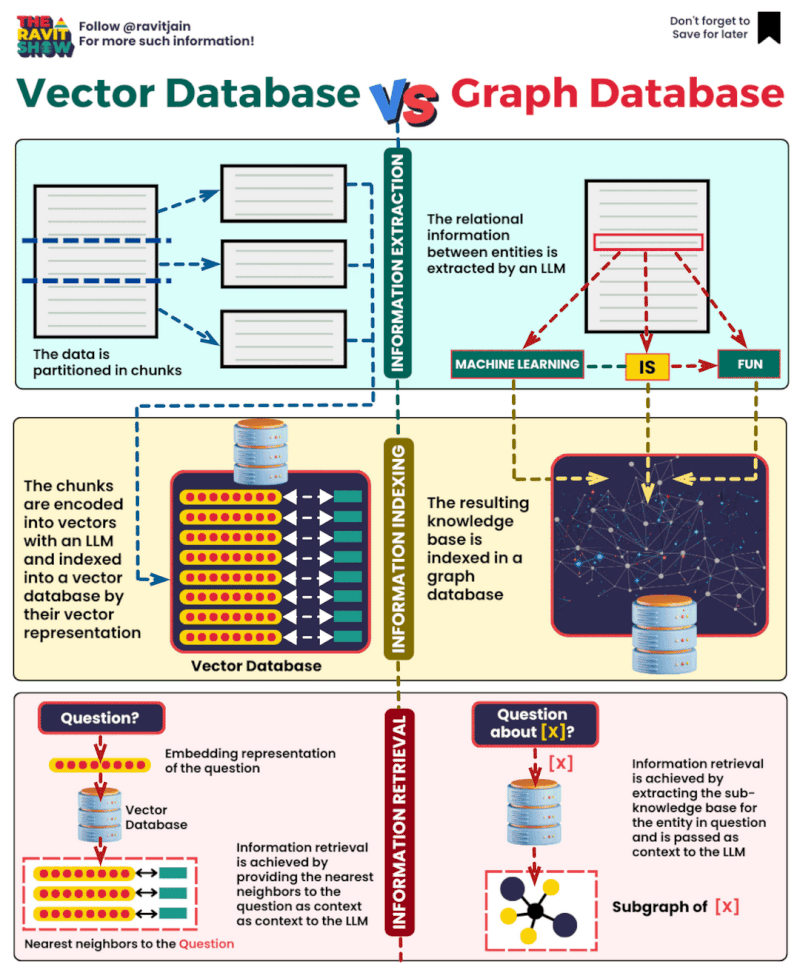 THE
RAVIT
SHOW
Follow @ravitjain
For more such information!
Don't forget to
Save for later
Vector Database VS Graph Database
INFORMATION EXTRACTION
The data is
partitioned in chunks
The relational
information
between entities is
extracted by an LLM
MACHINE LEARNING
IS
FUN
INFORMATION INDEXING
The chunks
are encoded
into vectors
with an LLM
and indexed
into a vector
database by
their vector
representation
Vector Database
The resulting
knowledge
base is
indexed in a
graph
database
INFORMATION RETRIEVAL
Question?
Embedding representation
of the question
Vector
Database
Information retrieval
is achieved by
providing the nearest
neighbors to the
question as context
as context to the LLM
Nearest neighbors to the Question
Question
about [X]?
[X]
Information retrieval
is achieved by
extracting the sub-
knowledge base for
the entity in question
and is passed as
context to the LLM
Subgraph of [X]